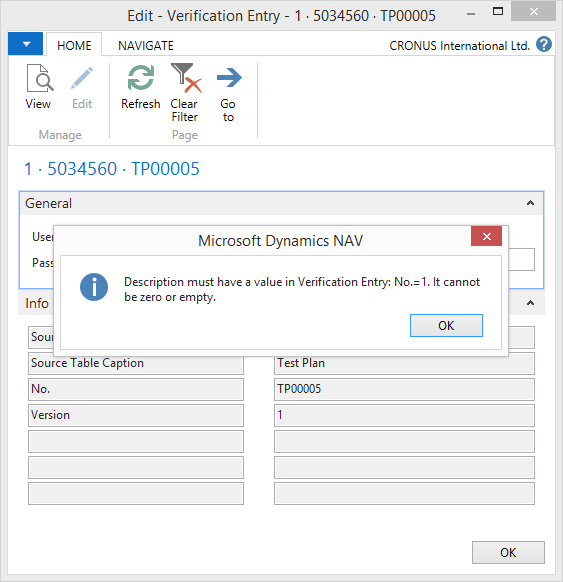 Edit - Verification Entry - 1 · 5034560 · TP00005
HOME
NAVIGATE
CRONUS International Ltd.
?
View
Edit
Refresh
Clear Filter
Go to
Manage
Page
1 · 5034560 · TP00005
General
User
Pass
Microsoft Dynamics NAV
Description must have a value in Verification Entry: No.=1. It cannot
be zero or empty.
OK
Info
Source Table Caption
Test Plan
No.
TP00005
Version
1
OK